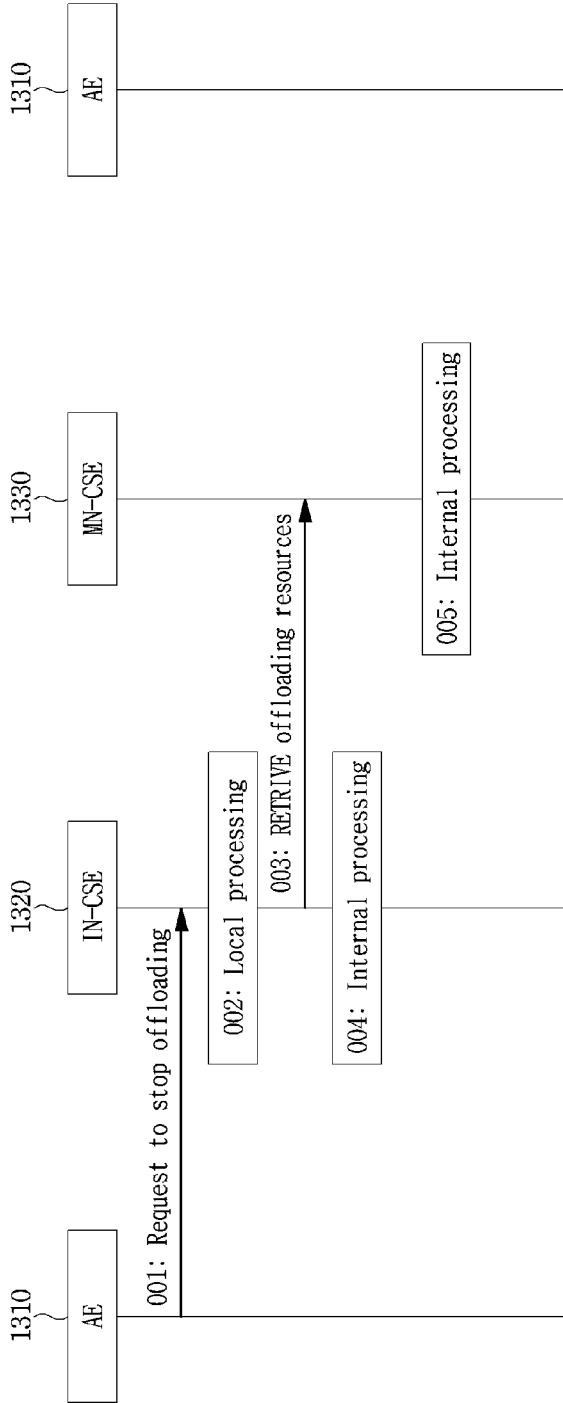 1310
1320
1330
1310
AE
IN-CSE
MN-CSE
AE
001: Request to stop offloading
002: Local processing
003: RETRIVE offloading resources
004: Internal processing
005: Internal processing